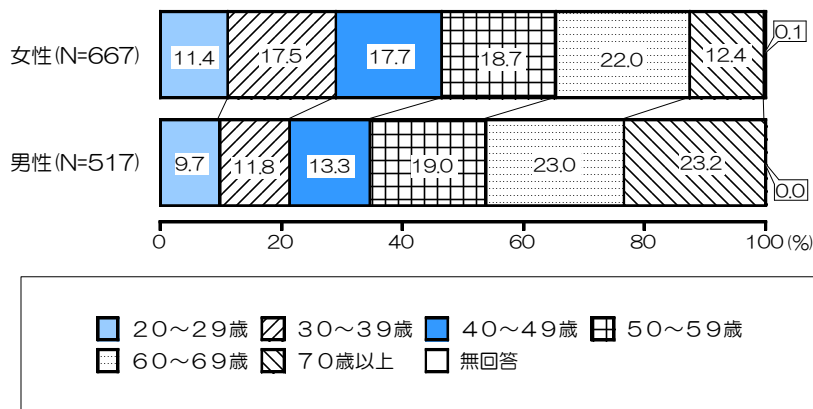 女性(N=667) 11.4 17.5 17.7 18.7 22.0 12.4 0.1
男性(N=517) 9.7 11.8 13.3 19.0 23.0 23.2 0.0
0 20 40 60 80 100 (%)
20～29歳 30～39歳 40～49歳 50～59歳
60～69歳 70歳以上 無回答